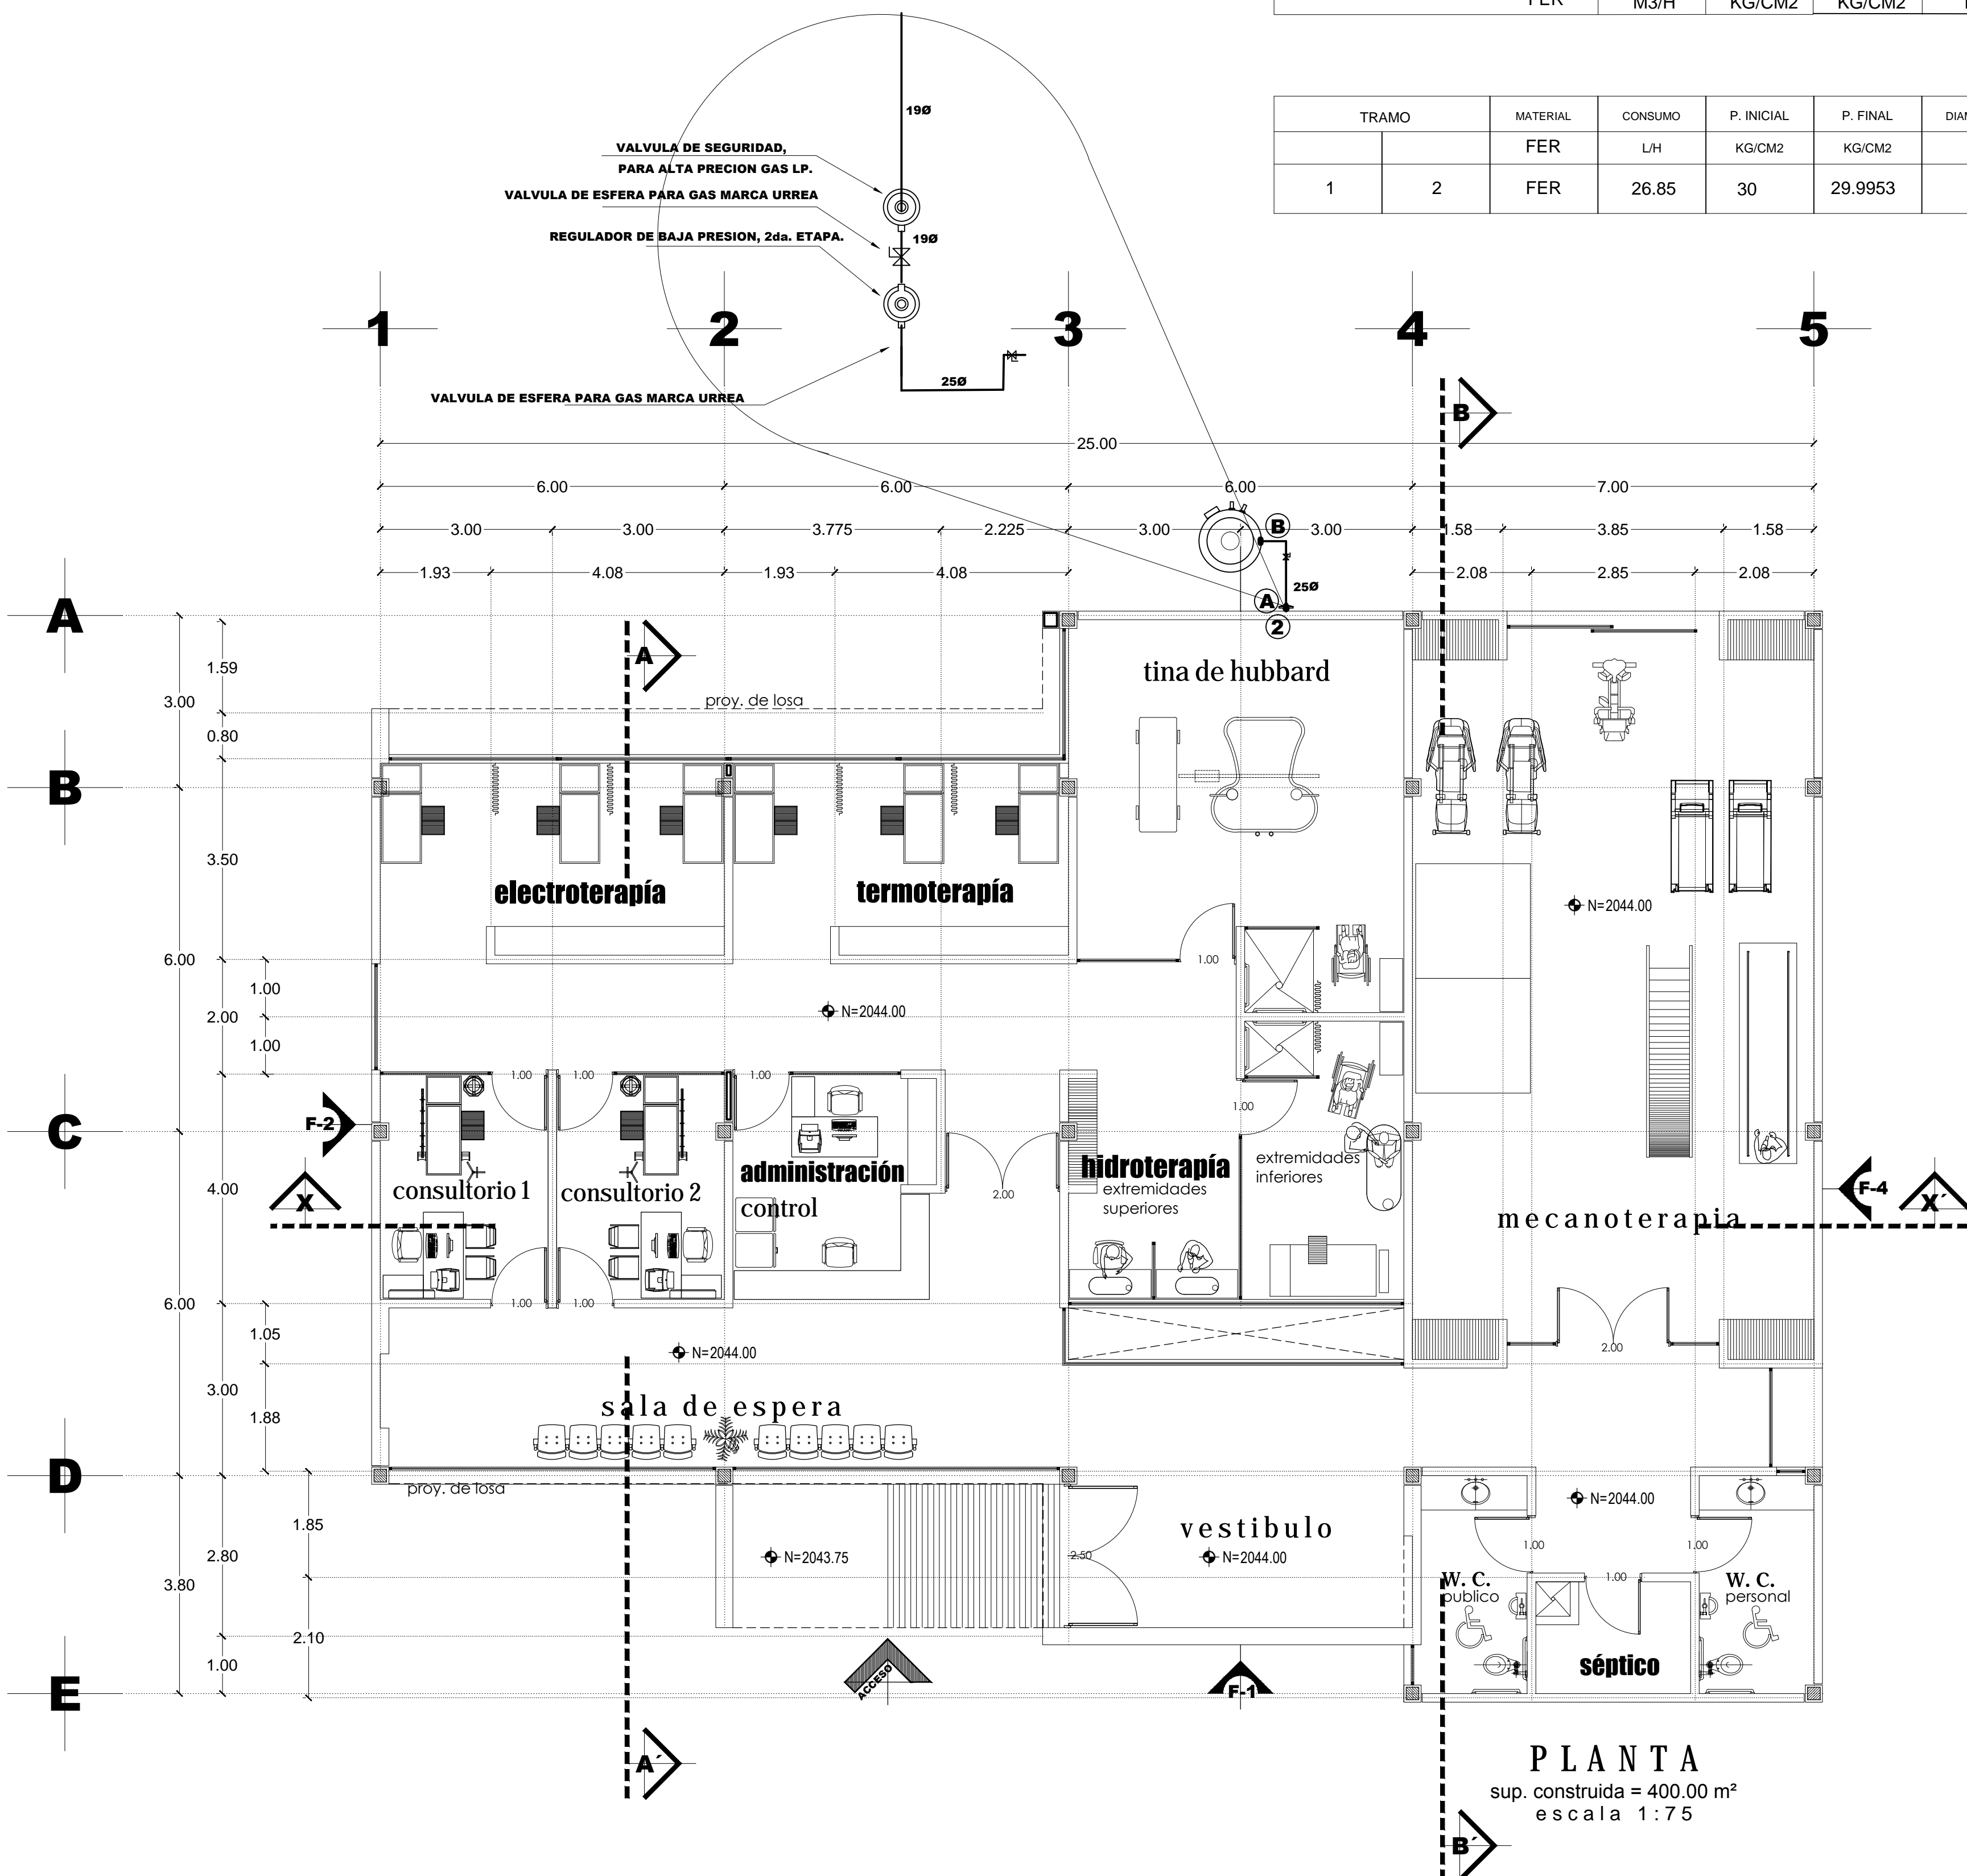 M3/H KG/CM2 KG/CM2
TRAMO MATERIAL CONSUMO P. INICIAL P. FINAL
FER L/H KG/CM2 KG/CM2
1 2 FER 26.85 30 29.9953
19Ø
VALVULA DE SEGURIDAD,
PARA ALTA PRECION GAS LP.
VALVULA DE ESFERA PARA GAS MARCA URREA
REGULADOR DE BAJA PRESION, 2da. ETAPA.
19Ø
VALVULA DE ESFERA PARA GAS MARCA URREA
25Ø
1 2 3 4 5
B
25.00
6.00 6.00 6.00 7.00
3.00 3.00 3.775 2.225 3.00 B 3.00 1.58 3.85 1.58
1.93 4.08 1.93 4.08 2.08 2.85 2.08
25Ø
A
A
2
A
1.59
3.00
0.80
tina de hubbard
proy. de losa
B
3.50
electroterapía
termoterapía
N=2044.00
6.00
1.00
1.00
2.00
N=2044.00
1.00
1.00 1.00 1.00
1.00
C
F-2
X
4.00
consultorio 1
consultorio 2
administración
control
2.00
hidroterapía
extremidades
superiores
extremidades
inferiores
mecanoterapia
F-4
X´
6.00
1.00 1.00
1.05
N=2044.00
2.00
3.00
1.88
sala de espera
D
proy. de losa
N=2044.00
1.85
2.80
3.80
N=2043.75
2.50
vestibulo
N=2044.00
1.00 1.00
1.00
W. C.
publico
W. C.
personal
2.10
1.00
séptico
E
ACCESO
F-1
A´
PLANTA
sup. construida = 400.00 m²
escala 1:75
B´